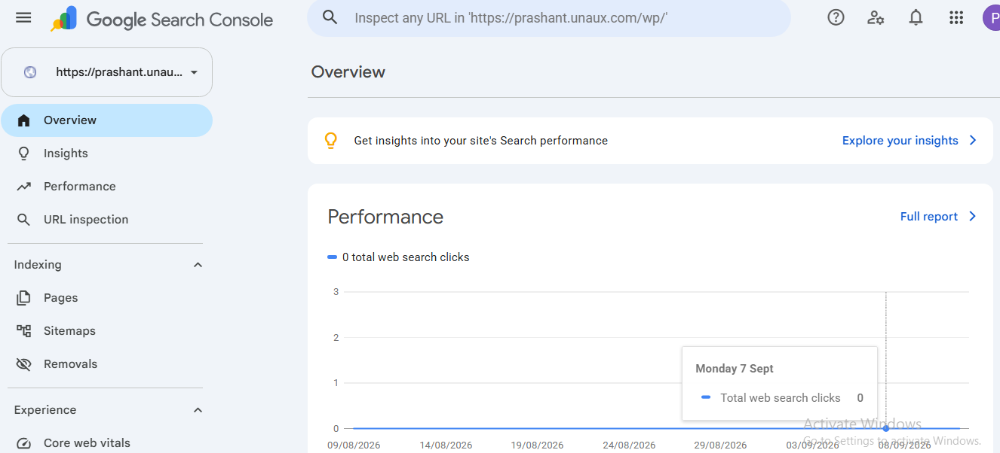 Google Search Console
Inspect any URL in 'https://prashant.unaux.com/wp/'
P
https://prashant.unau...
Overview
Insights
Performance
URL inspection
Indexing
Pages
Sitemaps
Removals
Experience
Core web vitals
Overview
Get insights into your site's Search performance
Explore your insights
Performance
Full report
0 total web search clicks
3
2
1
0
Monday 7 Sept
Total web search clicks 0
09/08/2026 14/08/2026 19/08/2026 24/08/2026 29/08/2026 03/09/2026 08/09/2026
Activate Windows
Go to Settings to activate Windows.